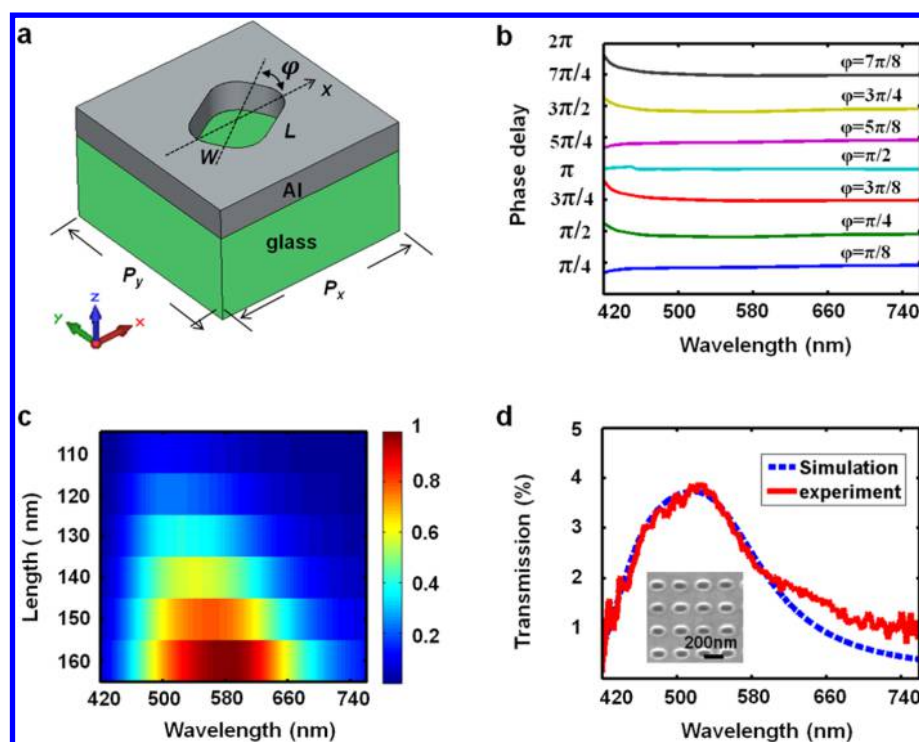 a
φ
x
L
W
Al
glass
Py
Px
z
y
x
b
Phase delay
2π
7π/4
3π/2
5π/4
π
3π/4
π/2
π/4
φ=7π/8
φ=3π/4
φ=5π/8
φ=π/2
φ=3π/8
φ=π/4
φ=π/8
420 500 580 660 740
Wavelength (nm)
c
Length ( nm)
110
120
130
140
150
160
420 500 580 660 740
Wavelength (nm)
1
0.8
0.6
0.4
0.2
d
Transmission (%)
5
4
3
2
1
Simulation
experiment
200nm
420 500 580 660 740
Wavelength (nm)